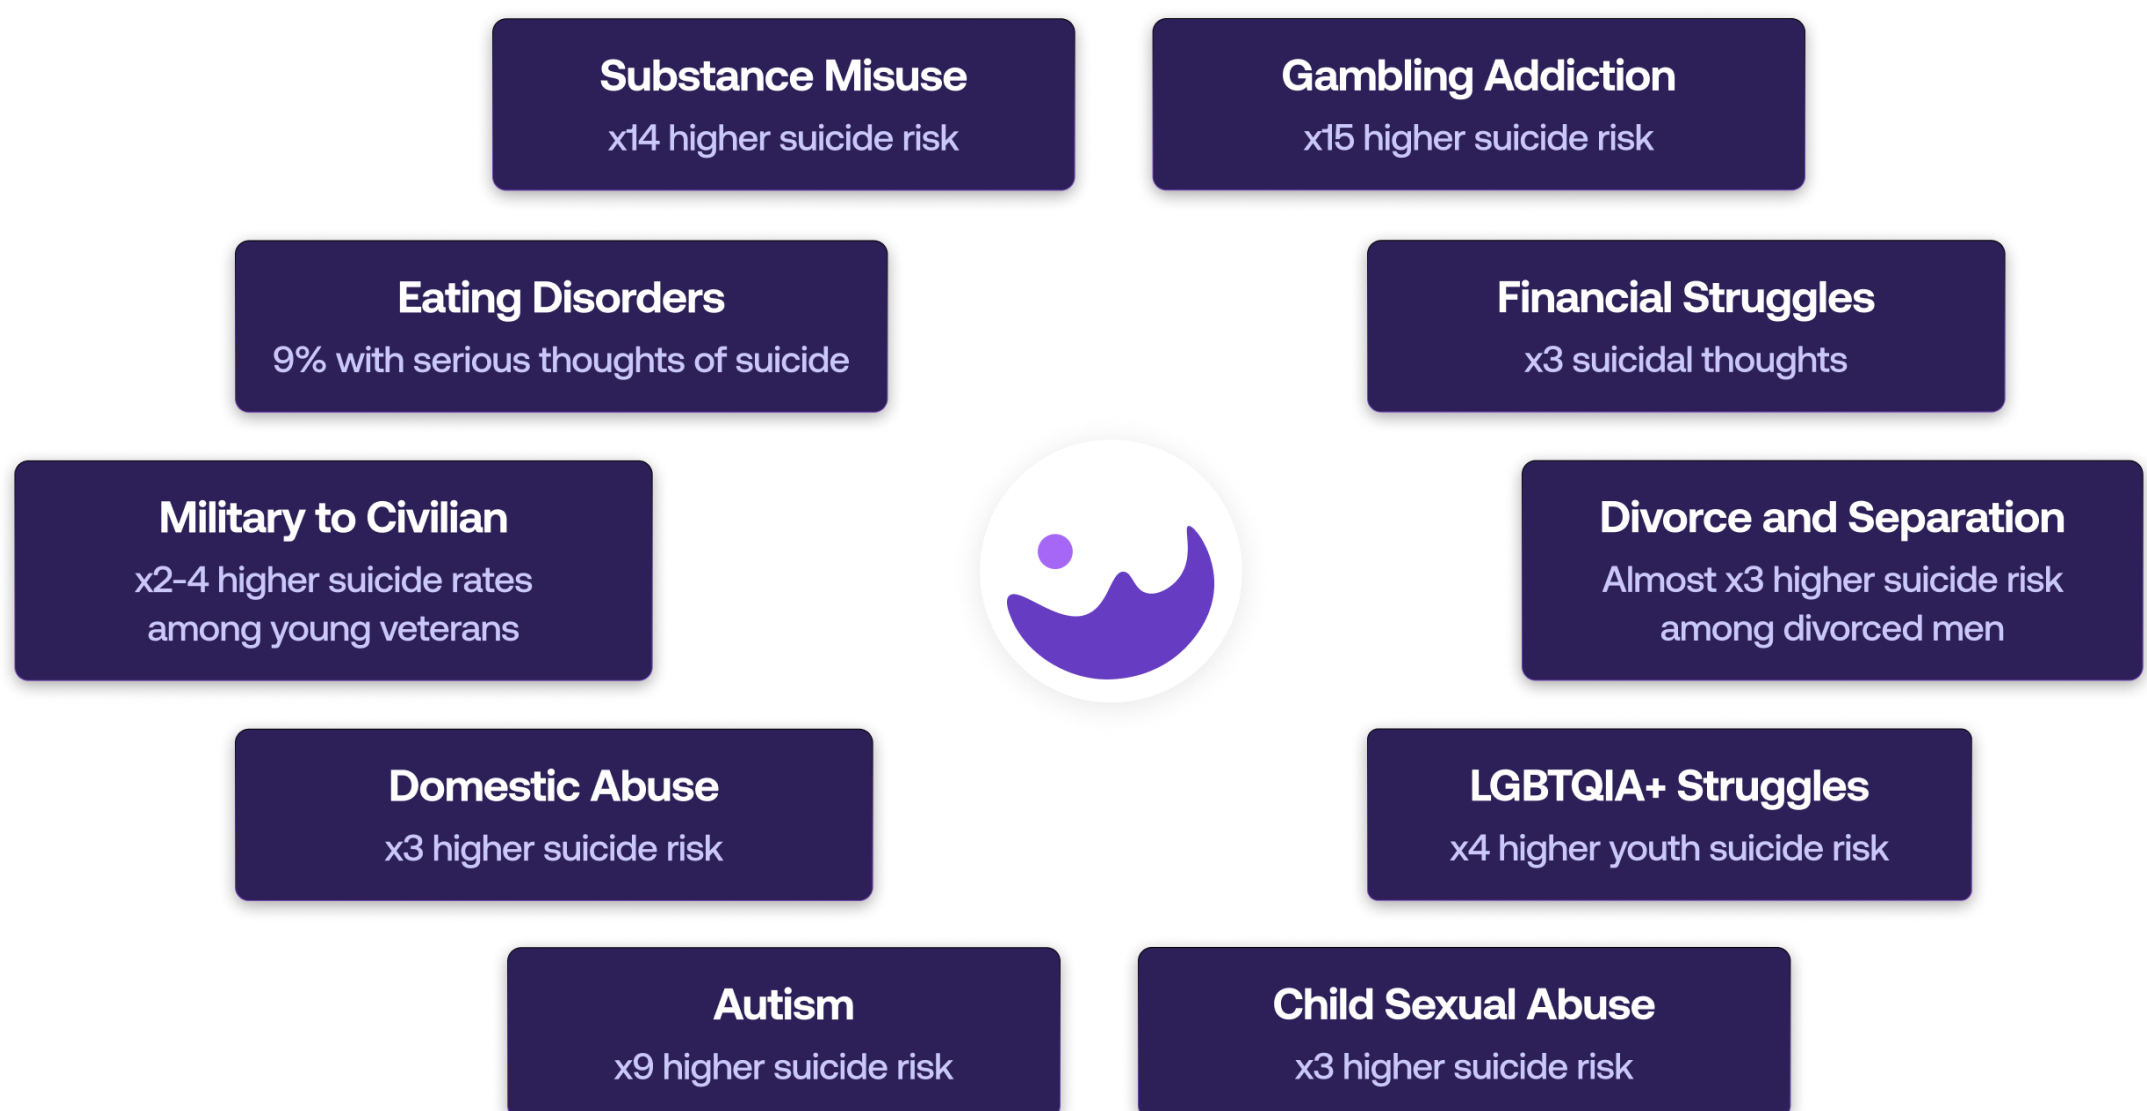 Substance Misuse
x14 higher suicide risk
Gambling Addiction
x15 higher suicide risk
Eating Disorders
9% with serious thoughts of suicide
Financial Struggles
x3 suicidal thoughts
Military to Civilian
x2-4 higher suicide rates
among young veterans
Divorce and Separation
Almost x3 higher suicide risk
among divorced men
Domestic Abuse
x3 higher suicide risk
LGBTQIA+ Struggles
x4 higher youth suicide risk
Autism
x9 higher suicide risk
Child Sexual Abuse
x3 higher suicide risk